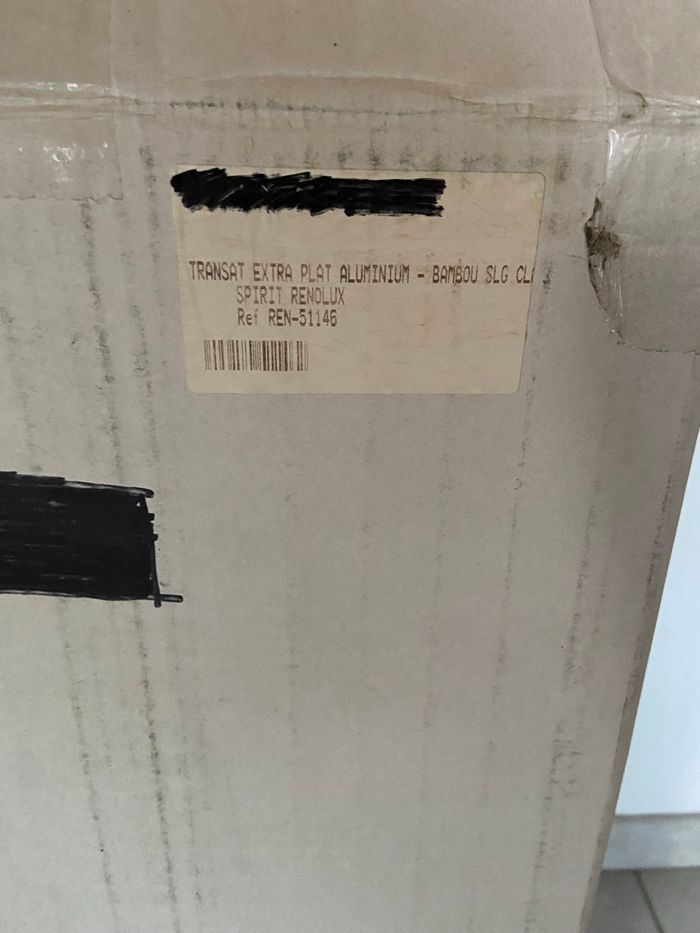 TRANSAT EXTRA PLAT ALUMINIUM - BAMBOU SLG
SPIRIT RENOLUX
Ref REN-51146